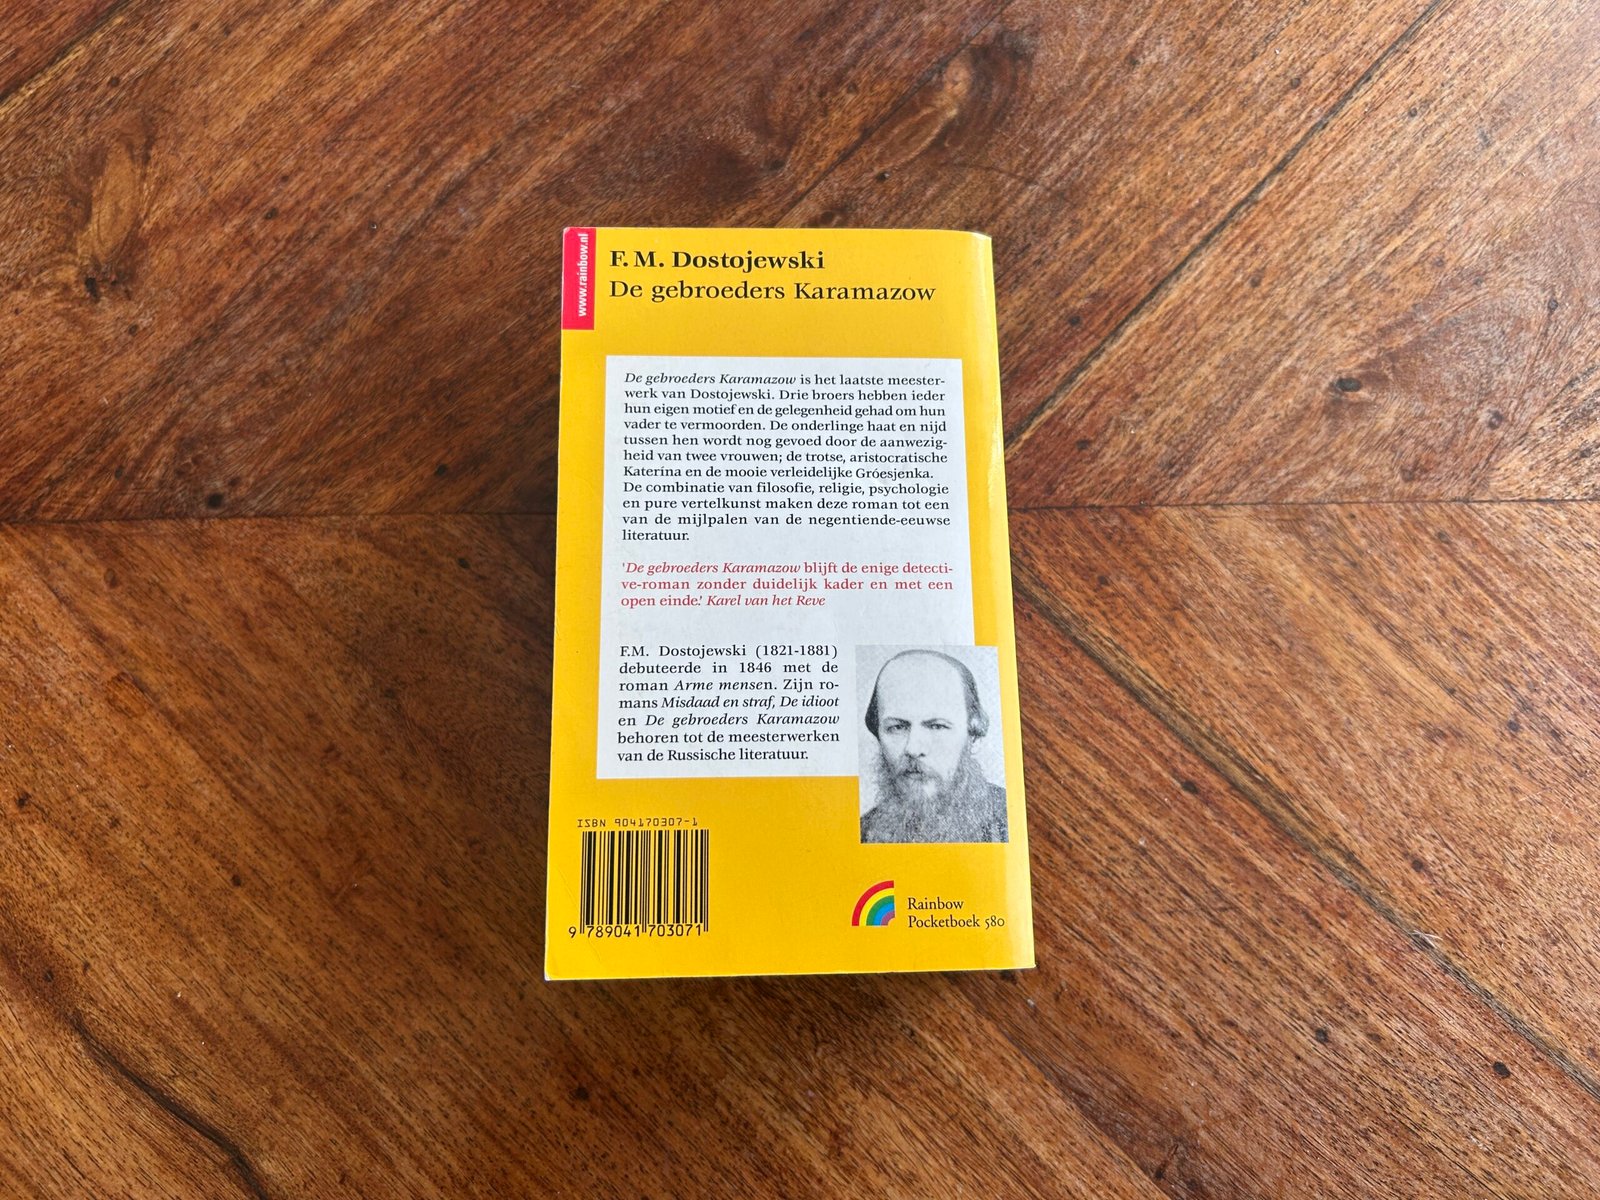 www.rainbow.nl
F.M. Dostojewski
De gebroeders Karamazow
De gebroeders Karamazow is het laatste meester-
werk van Dostojewski. Drie broers hebben ieder
hun eigen motief en de gelegenheid gehad om hun
vader te vermoorden. De onderlinge haat en nijd
tussen hen wordt nog gevoed door de aanwezig-
heid van twee vrouwen; de trotse, aristocratische
Katerína en de mooie verleidelijke Gróesjenka.
De combinatie van filosofie, religie, psychologie
en pure vertelkunst maken deze roman tot een
van de mijlpalen van de negentiende-eeuwse
literatuur.
'De gebroeders Karamazow blijft de enige detecti-
ve-roman zonder duidelijk kader en met een
open einde.' Karel van het Reve
F.M. Dostojewski (1821-1881)
debuteerde in 1846 met de
roman Arme mensen. Zijn ro-
mans Misdaad en straf, De idioot
en De gebroeders Karamazow
behoren tot de meesterwerken
van de Russische literatuur.
ISBN 904170307-1
9 789041 703071
Rainbow
Pocketboek 580